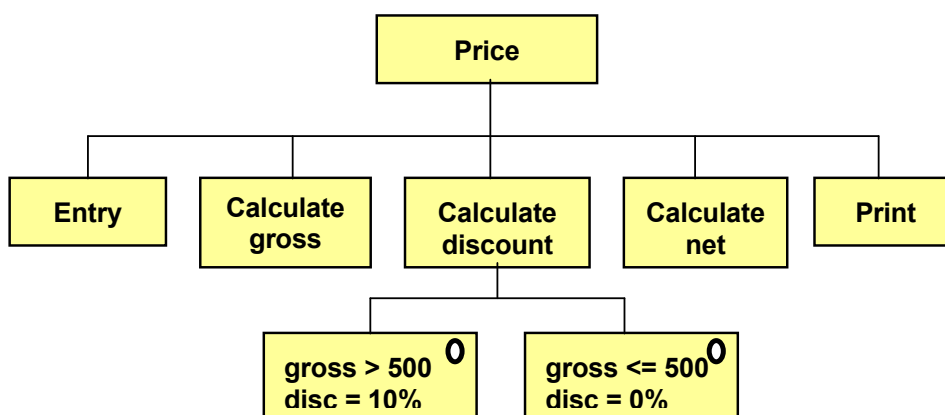 Price
Entry
Calculate
gross
Calculate
discount
Calculate
net
Print
gross > 500
disc = 10%
gross <= 500
disc = 0%